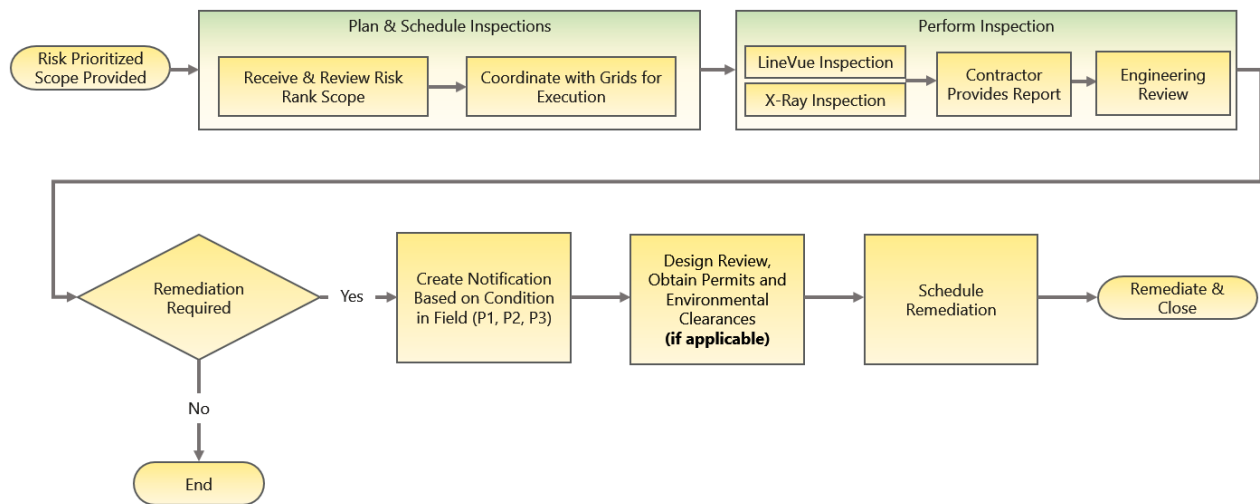 Plan & Schedule Inspections
Perform Inspection
Risk Prioritized
Scope Provided
Receive & Review Risk
Rank Scope
Coordinate with Grids for
Execution
LineVue Inspection
X-Ray Inspection
Contractor
Provides Report
Engineering
Review
Remediation
Required
Yes
Create Notification
Based on Condition
in Field (P1, P2, P3)
Design Review,
Obtain Permits and
Environmental
Clearances
(if applicable)
Schedule
Remediation
Remediate &
Close
No
End